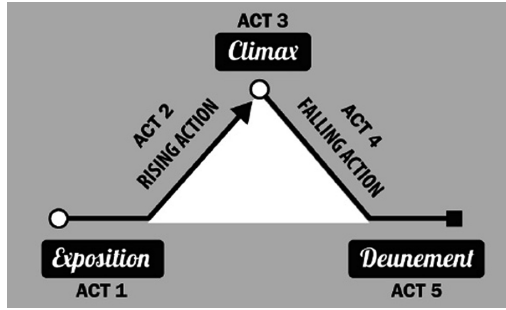 ACT 3
Climax
ACT 2
RISING ACTION
ACT 4
FALLING ACTION
Exposition
ACT 1
Deunement
ACT 5